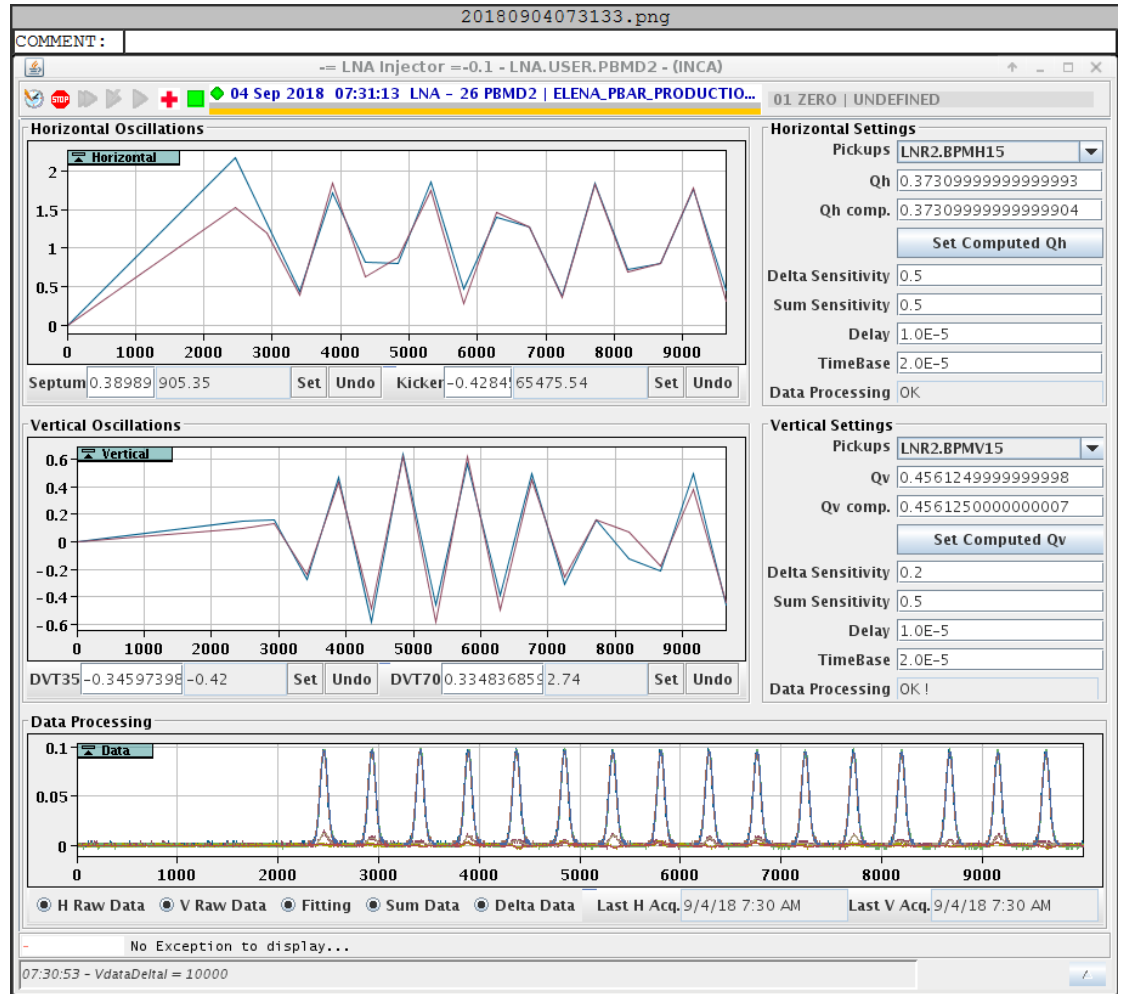 20180904073133.png
COMMENT:
-= LNA Injector =-0.1 - LNA.USER.PBMD2 - (INCA)
STOP 04 Sep 2018 07:31:13 LNA - 26 PBMD2 | ELENA_PBAR_PRODUCTIO... 01 ZERO | UNDEFINED
Horizontal Oscillations
Horizontal
2
1.5
1
0.5
0
0 1000 2000 3000 4000 5000 6000 7000 8000 9000
Septum 0.38989 905.35 Set Undo Kicker -0.4284 65475.54 Set Undo
Horizontal Settings
Pickups LNR2.BPMH15
Qh 0.37309999999999993
Qh comp. 0.37309999999999904
Set Computed Qh
Delta Sensitivity 0.5
Sum Sensitivity 0.5
Delay 1.0E-5
TimeBase 2.0E-5
Data Processing OK
Vertical Oscillations
Vertical
0.6
0.4
0.2
0
-0.2
-0.4
-0.6
0 1000 2000 3000 4000 5000 6000 7000 8000 9000
DVT35 -0.34597398 -0.42 Set Undo DVT70 0.334836859 2.74 Set Undo
Vertical Settings
Pickups LNR2.BPMV15
Qv 0.4561249999999998
Qv comp. 0.4561250000000007
Set Computed Qv
Delta Sensitivity 0.2
Sum Sensitivity 0.5
Delay 1.0E-5
TimeBase 2.0E-5
Data Processing OK !
Data Processing
Data
0.1
0.05
0
0 1000 2000 3000 4000 5000 6000 7000 8000 9000
H Raw Data V Raw Data Fitting Sum Data Delta Data Last H Acq. 9/4/18 7:30 AM Last V Acq. 9/4/18 7:30 AM
- No Exception to display...
07:30:53 - VdataDeltal = 10000